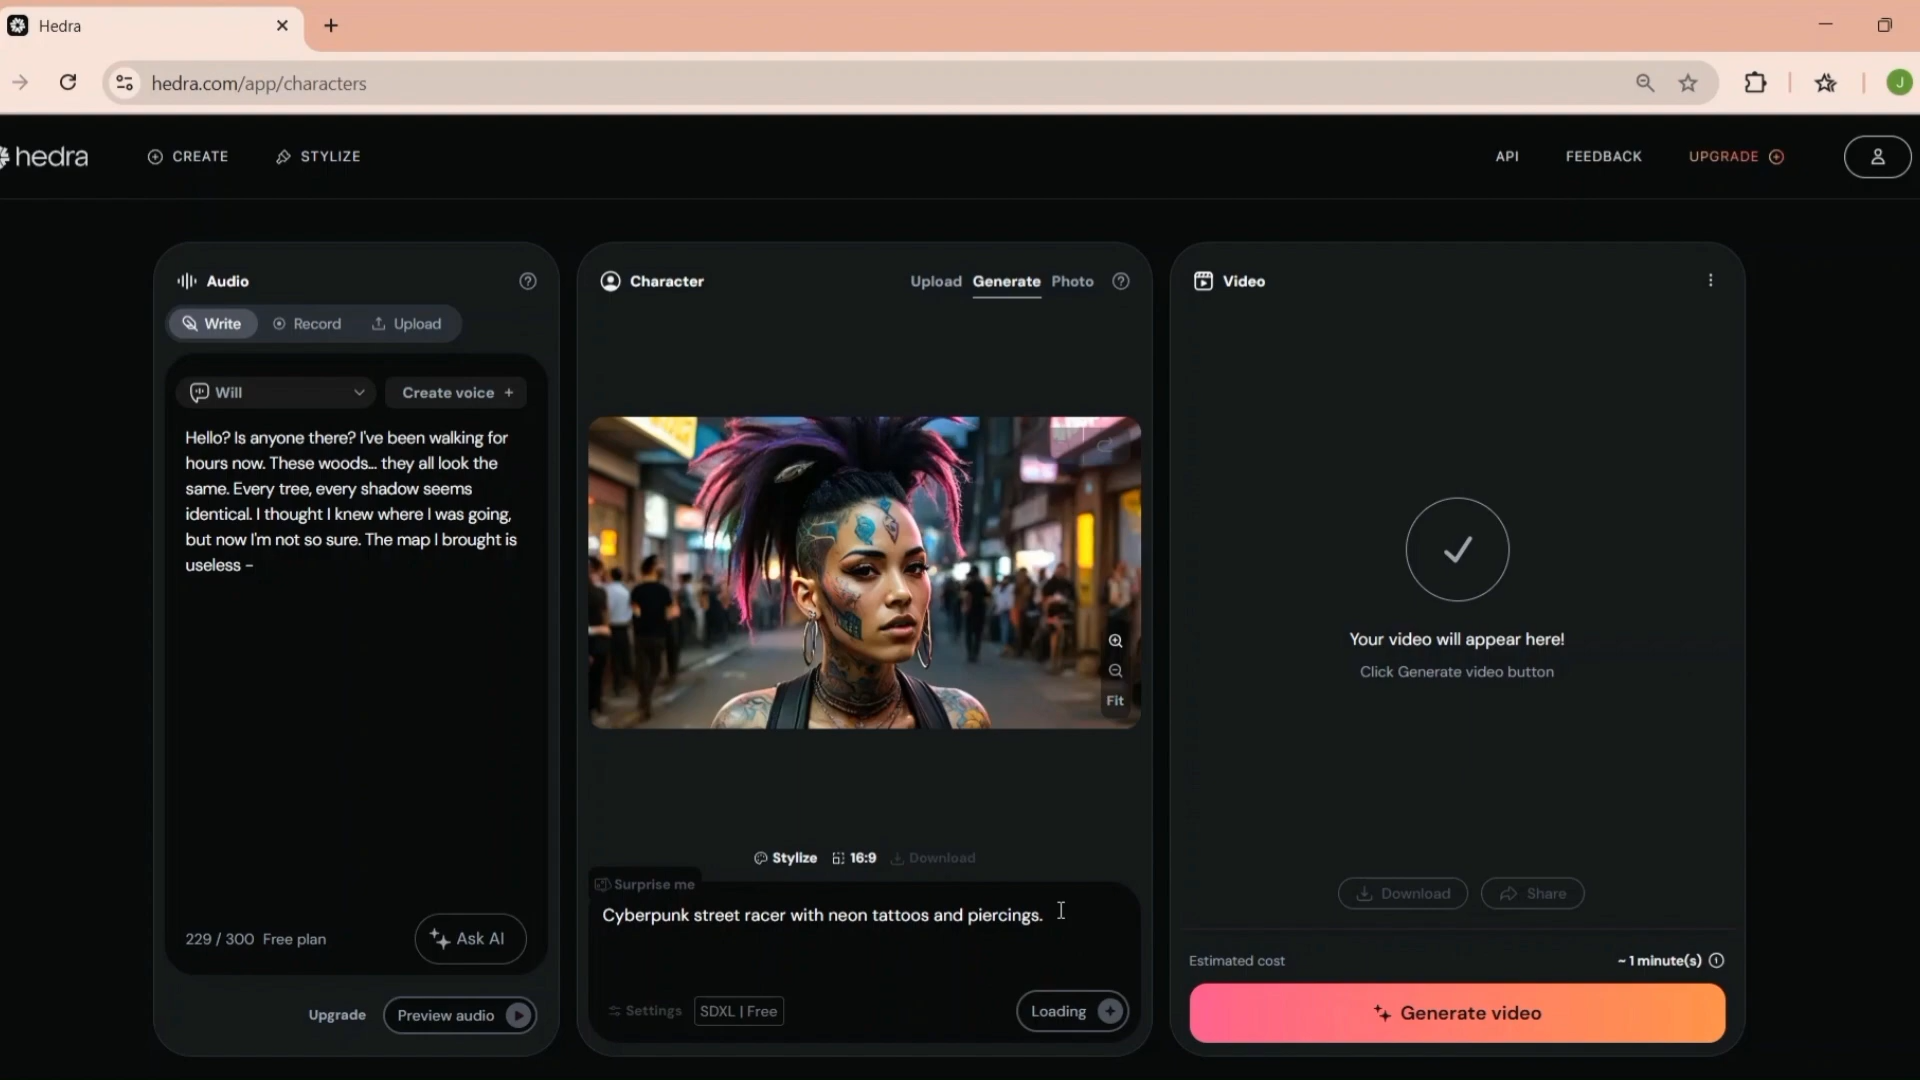 Hedra
hedra.com/app/characters
J
hedra
CREATE
STYLIZE
API
FEEDBACK
UPGRADE
Audio
Write
Record
Upload
Will
Create voice +
Hello? Is anyone there? I've been walking for
hours now. These woods... they all look the
same. Every tree, every shadow seems
identical. I thought I knew where I was going,
but now I'm not so sure. The map I brought is
useless –
229 / 300 Free plan
Ask AI
Upgrade
Preview audio
Character
Upload
Generate
Photo
Fit
Stylize
16:9
Download
Surprise me
Cyberpunk street racer with neon tattoos and piercings.
Settings
SDXL | Free
Loading
Video
Your video will appear here!
Click Generate video button
Download
Share
Estimated cost
~ 1 minute(s)
Generate video